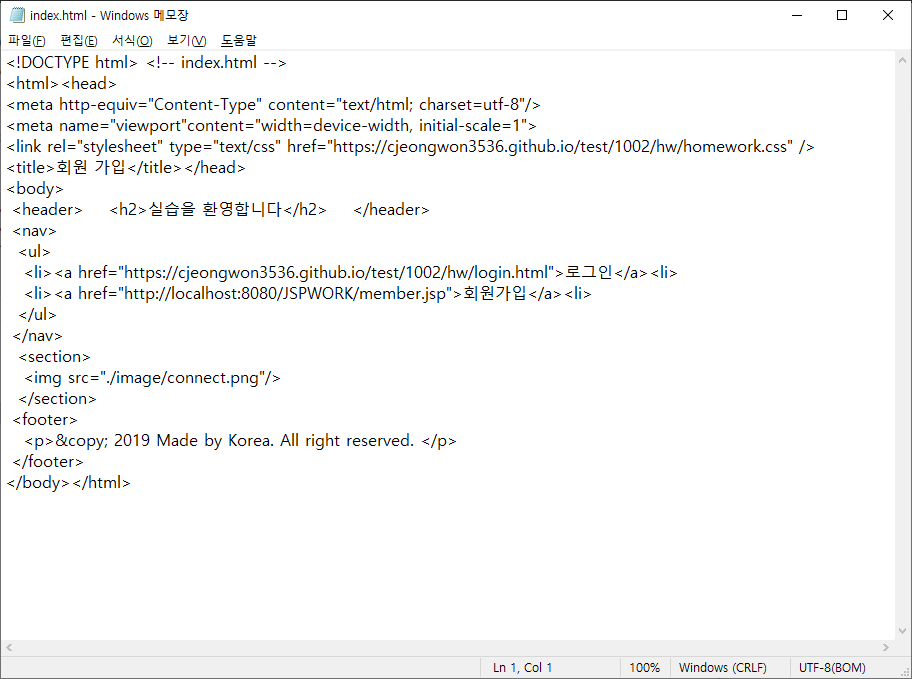 index.html - Windows 메모장
파일(F) 편집(E) 서식(O) 보기(V) 도움말
<!DOCTYPE html> <!-- index.html -->
<html><head>
<meta http-equiv="Content-Type" content="text/html; charset=utf-8"/>
<meta name="viewport"content="width=device-width, initial-scale=1">
<link rel="stylesheet" type="text/css" href="https://cjeongwon3536.github.io/test/1002/hw/homework.css" />
<title>회원 가입</title></head>
<body>
 <header>    <h2>실습을 환영합니다</h2>    </header>
 <nav>
  <ul>
   <li><a href="https://cjeongwon3536.github.io/test/1002/hw/login.html">로그인</a><li>
   <li><a href="http://localhost:8080/JSPWORK/member.jsp">회원가입</a><li>
  </ul>
 </nav>
  <section>
   <img src="./image/connect.png"/>
  </section>
 <footer>
   <p>&copy; 2019 Made by Korea. All right reserved. </p>
 </footer>
</body></html>
Ln 1, Col 1 100% Windows (CRLF) UTF-8(BOM)